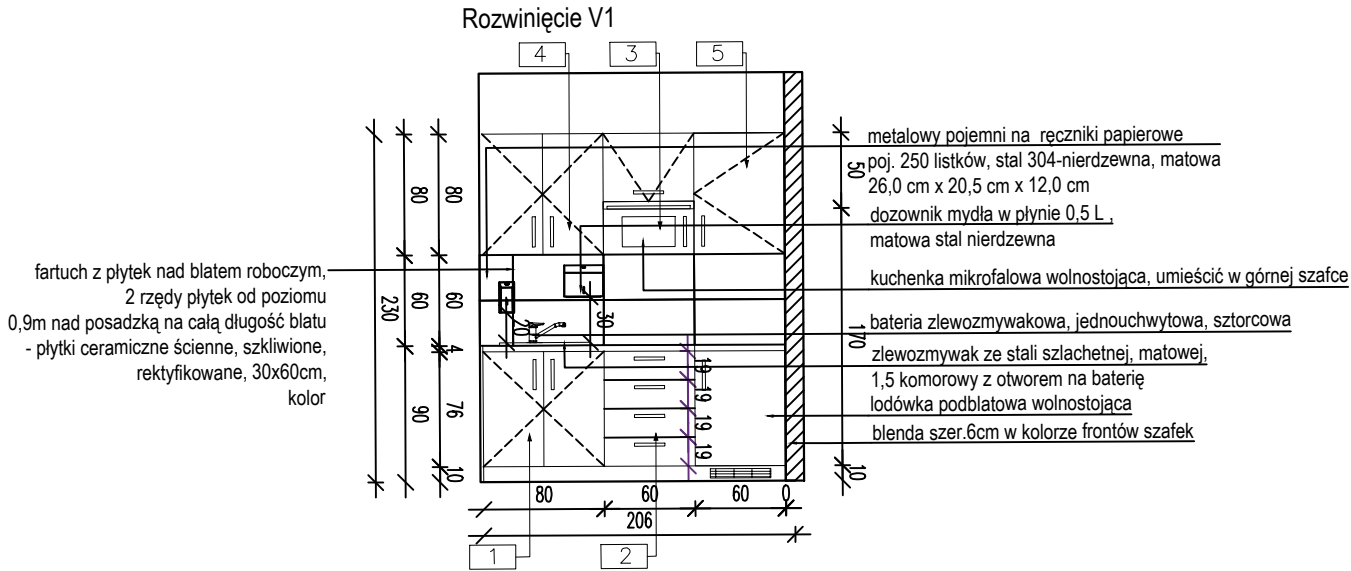 Rozwinięcie V1
4
3
5
metalowy pojemni na ręczniki papierowe
poj. 250 listków, stal 304-nierdzewna, matowa
26,0 cm x 20,5 cm x 12,0 cm
dozownik mydła w płynie 0,5 L ,
matowa stal nierdzewna
kuchenka mikrofalowa wolnostojąca, umieścić w górnej szafce
bateria zlewozmywakowa, jednouchwytowa, sztorcowa
zlewozmywak ze stali szlachetnej, matowej,
1,5 komorowy z otworem na baterię
lodówka podblatowa wolnostojąca
blenda szer.6cm w kolorze frontów szafek
fartuch z płytek nad blatem roboczym,
2 rzędy płytek od poziomu
0,9m nad posadzką na całą długość blatu
- płytki ceramiczne ścienne, szkliwione,
rektyfikowane, 30x60cm,
kolor
230
80
60
90
80
60
4
76
10
50
170
10
30
19
19
19
19
80
60
60
0
206
1
2